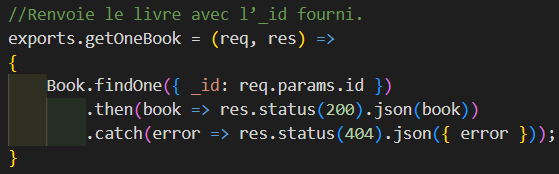 //Renvoie le livre avec l’_id fourni.
exports.getOneBook = (req, res) =>
{
    Book.findOne({ _id: req.params.id })
        .then(book => res.status(200).json(book))
        .catch(error => res.status(404).json({ error }));
}